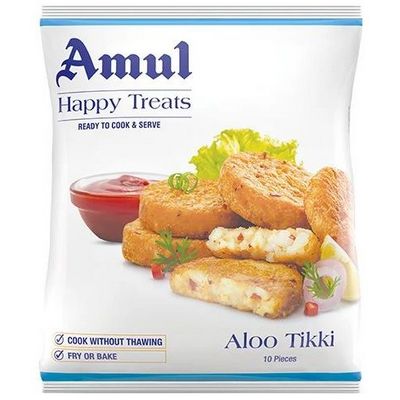 Amul
Happy Treats
READY TO COOK & SERVE
COOK WITHOUT THAWING
FRY OR BAKE
Aloo Tikki
10 Pieces